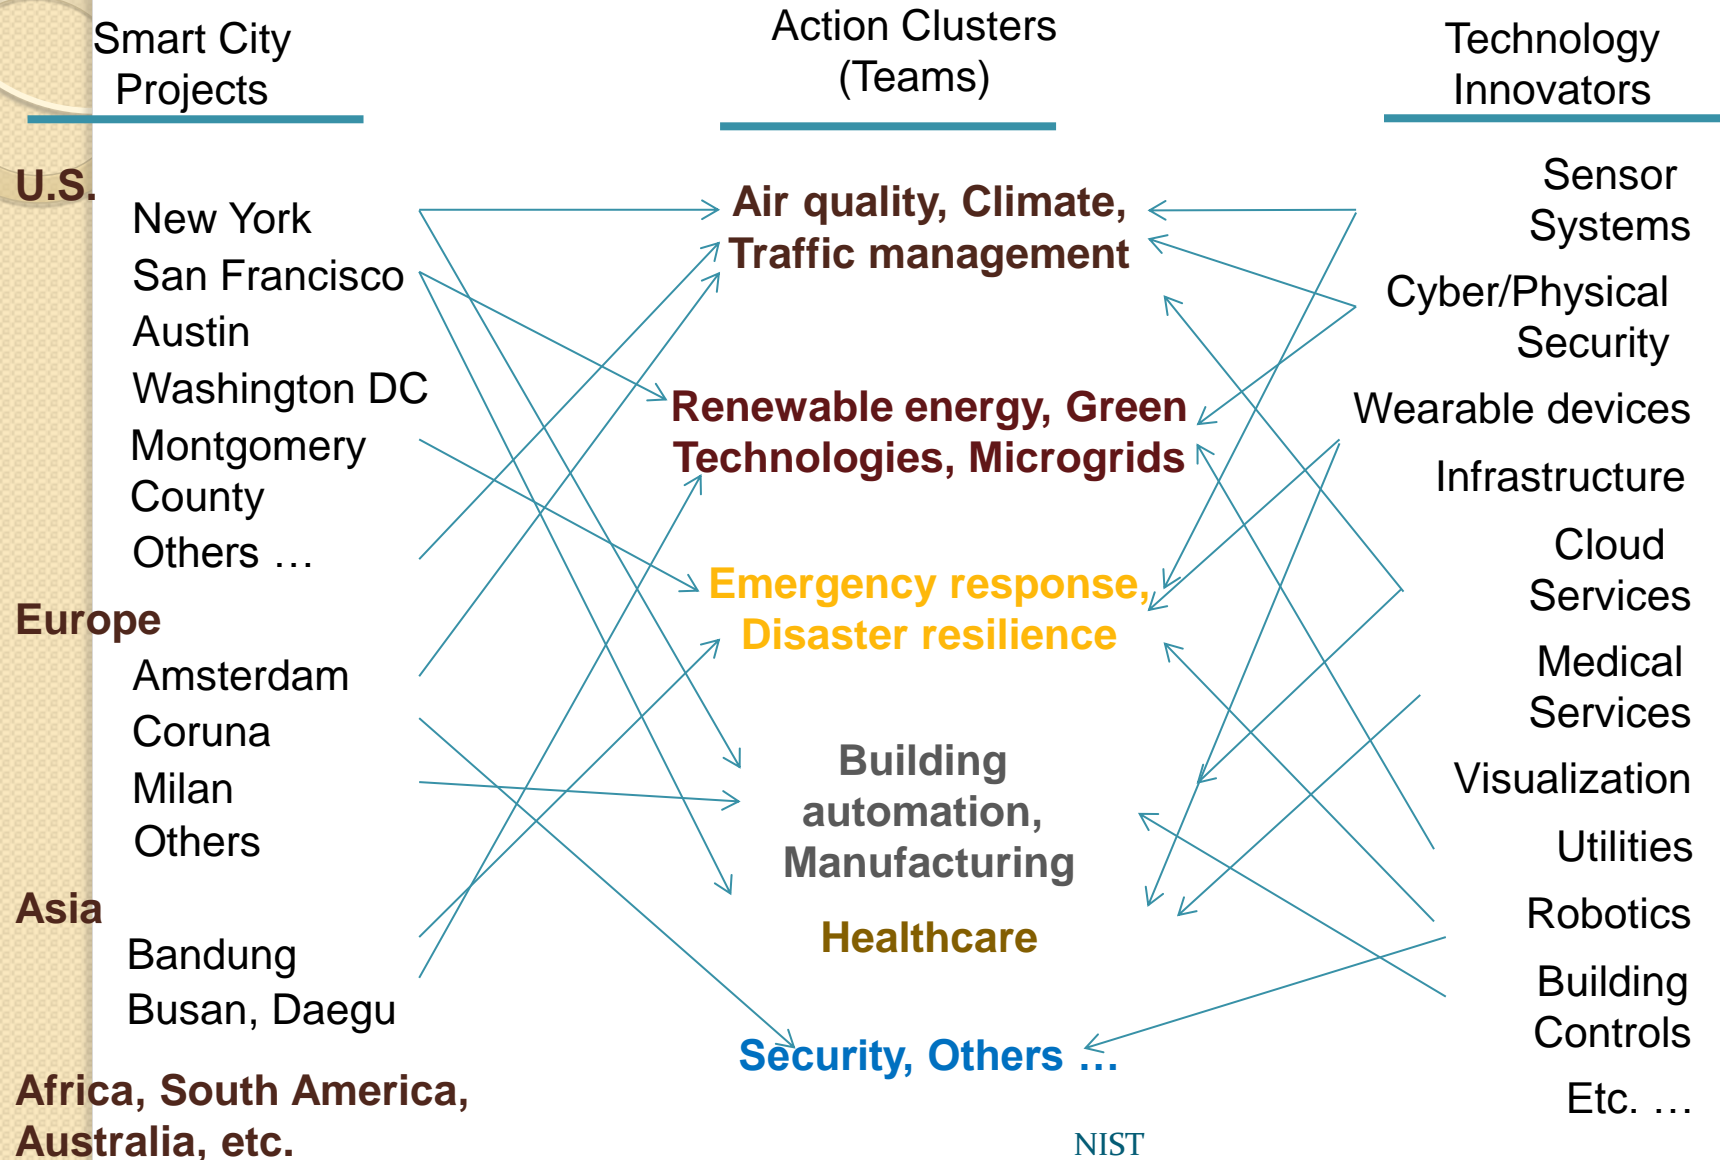 Smart City
Projects
Action Clusters
(Teams)
Technology
Innovators
U.S.
New York
San Francisco
Austin
Washington DC
Montgomery
County
Others …
Europe
Amsterdam
Coruna
Milan
Others
Asia
Bandung
Busan, Daegu
Africa, South America,
Australia, etc.
Air quality, Climate,
Traffic management
Renewable energy, Green
Technologies, Microgrids
Emergency response,
Disaster resilience
Building
automation,
Manufacturing
Healthcare
Security, Others …
Sensor
Systems
Cyber/Physical
Security
Wearable devices
Infrastructure
Cloud
Services
Medical
Services
Visualization
Utilities
Robotics
Building
Controls
Etc. …
NIST